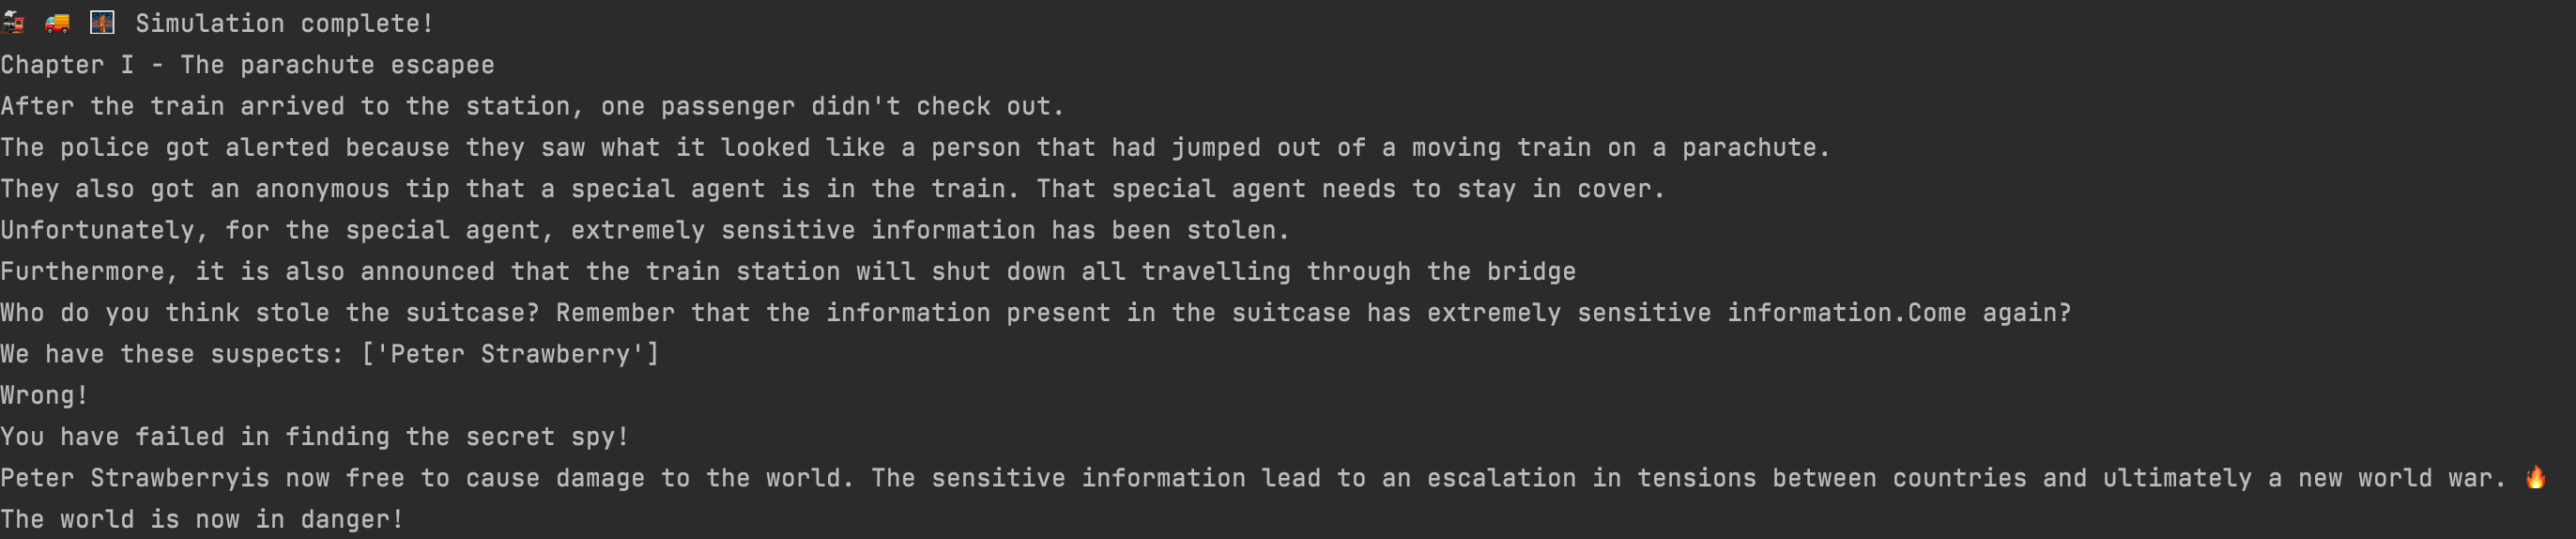 🚂 🚚 🌉 Simulation complete!
Chapter I - The parachute escapee
After the train arrived to the station, one passenger didn't check out.
The police got alerted because they saw what it looked like a person that had jumped out of a moving train on a parachute.
They also got an anonymous tip that a special agent is in the train. That special agent needs to stay in cover.
Unfortunately, for the special agent, extremely sensitive information has been stolen.
Furthermore, it is also announced that the train station will shut down all travelling through the bridge
Who do you think stole the suitcase? Remember that the information present in the suitcase has extremely sensitive information.Come again?
We have these suspects: ['Peter Strawberry']
Wrong!
You have failed in finding the secret spy!
Peter Strawberryis now free to cause damage to the world. The sensitive information lead to an escalation in tensions between countries and ultimately a new world war. 🔥
The world is now in danger!